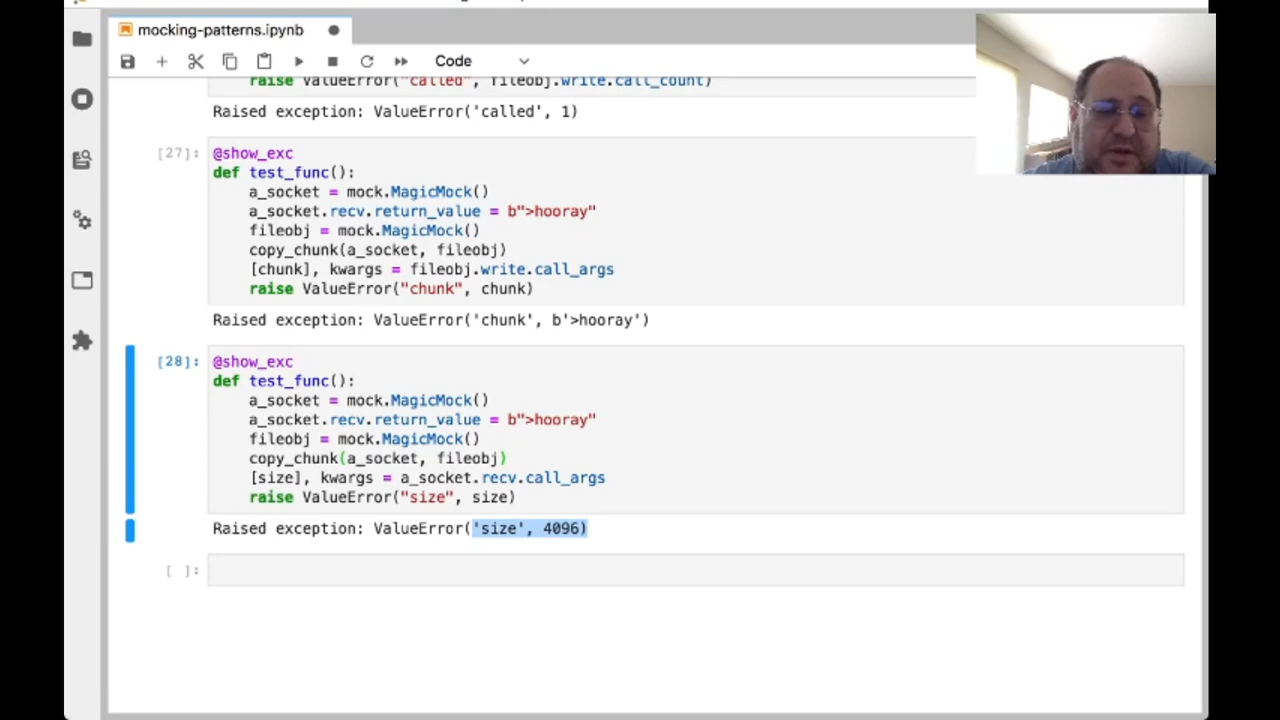 mocking-patterns.ipynb
Code
raise ValueError("called", fileobj.write.call_count)
Raised exception: ValueError('called', 1)
[27]:
@show_exc
def test_func():
    a_socket = mock.MagicMock()
    a_socket.recv.return_value = b">hooray"
    fileobj = mock.MagicMock()
    copy_chunk(a_socket, fileobj)
    [chunk], kwargs = fileobj.write.call_args
    raise ValueError("chunk", chunk)
Raised exception: ValueError('chunk', b'>hooray')
[28]:
@show_exc
def test_func():
    a_socket = mock.MagicMock()
    a_socket.recv.return_value = b">hooray"
    fileobj = mock.MagicMock()
    copy_chunk(a_socket, fileobj)
    [size], kwargs = a_socket.recv.call_args
    raise ValueError("size", size)
Raised exception: ValueError('size', 4096)
[ ]: